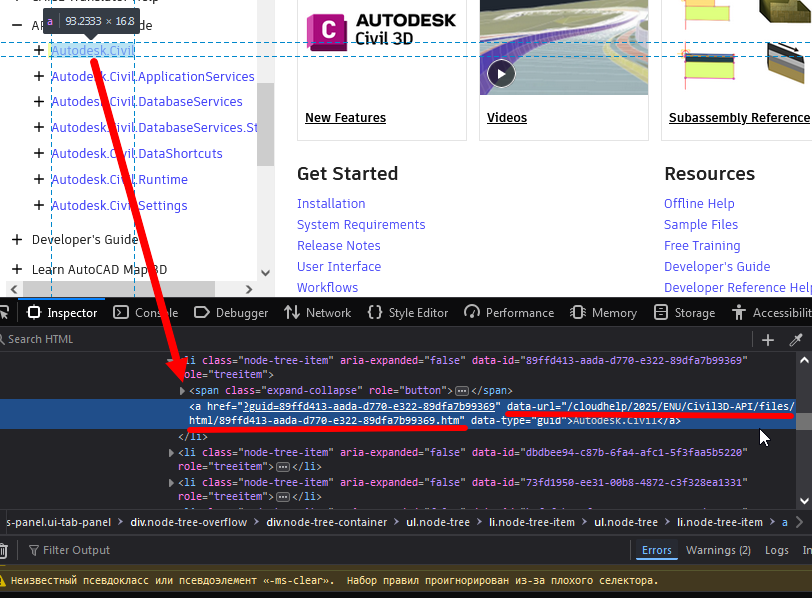 a 93.2333 × 16.8
Autodesk.Civil
Autodesk.Civil.ApplicationServices
Autodesk.Civil.DatabaseServices
Autodesk.Civil.DatabaseServices.St
Autodesk.Civil.DataShortcuts
Autodesk.Civil.Runtime
Autodesk.Civil.Settings
Developer's Guide
Learn AutoCAD Map 3D
AUTODESK
Civil 3D
New Features
Videos
Subassembly Reference
Get Started
Installation
System Requirements
Release Notes
User Interface
Workflows
Resources
Offline Help
Sample Files
Free Training
Developer's Guide
Developer Reference Help
Inspector Console Debugger Network Style Editor Performance Memory Storage Accessibilit
Search HTML
<li class="node-tree-item" aria-expanded="false" data-id="89ffd413-aada-d770-e322-89dfa7b99369"
role="treeitem">
<span class="expand-collapse" role="button"></span>
<a href="?guid=89ffd413-aada-d770-e322-89dfa7b99369" data-url="/cloudhelp/2025/ENU/Civil3D-API/files/
html/89ffd413-aada-d770-e322-89dfa7b99369.htm" data-type="guid">Autodesk.Civil</a>
</li>
<li class="node-tree-item" aria-expanded="false" data-id="dbdbee94-c87b-6fa4-afc1-5f3faa5b5220"
role="treeitem"></li>
<li class="node-tree-item" aria-expanded="false" data-id="73fd1950-ee31-00b8-4872-c3f328ea1331"
role="treeitem"></li>
s-panel.ui-tab-panel > div.node-tree-overflow > div.node-tree-container > ul.node-tree > li.node-tree-item > ul.node-tree > li.node-tree-item > a
Filter Output
Errors Warnings (2) Logs In
Неизвестный псевдокласс или псевдоэлемент «-ms-clear». Набор правил проигнорирован из-за плохого селектора.